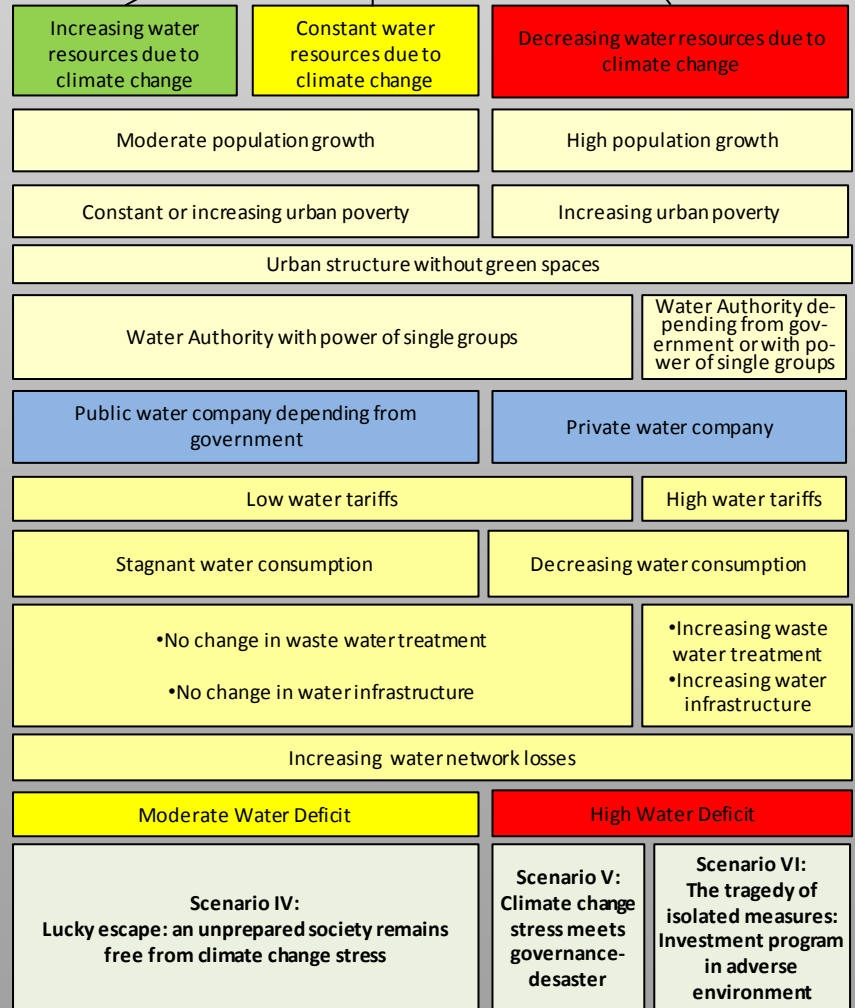 Increasing water
resources due to
climate change
Constant water
resources due to
climate change
Decreasing water resources due to
climate change
Moderate population growth
High population growth
Constant or increasing urban poverty
Increasing urban poverty
Urban structure without green spaces
Water Authority with power of single groups
Water Authority de-
pending from gov-
ernment or with po-
wer of single groups
Public water company depending from
government
Private water company
Low water tariffs
High water tariffs
Stagnant water consumption
Decreasing water consumption
•No change in waste water treatment
•No change in water infrastructure
•Increasing waste
water treatment
•Increasing water
infrastructure
Increasing water network losses
Moderate Water Deficit
High Water Deficit
Scenario IV:
Lucky escape: an unprepared society remains
free from climate change stress
Scenario V:
Climate change
stress meets
governance-
desaster
Scenario VI:
The tragedy of
isolated measures:
Investment program
in adverse
environment